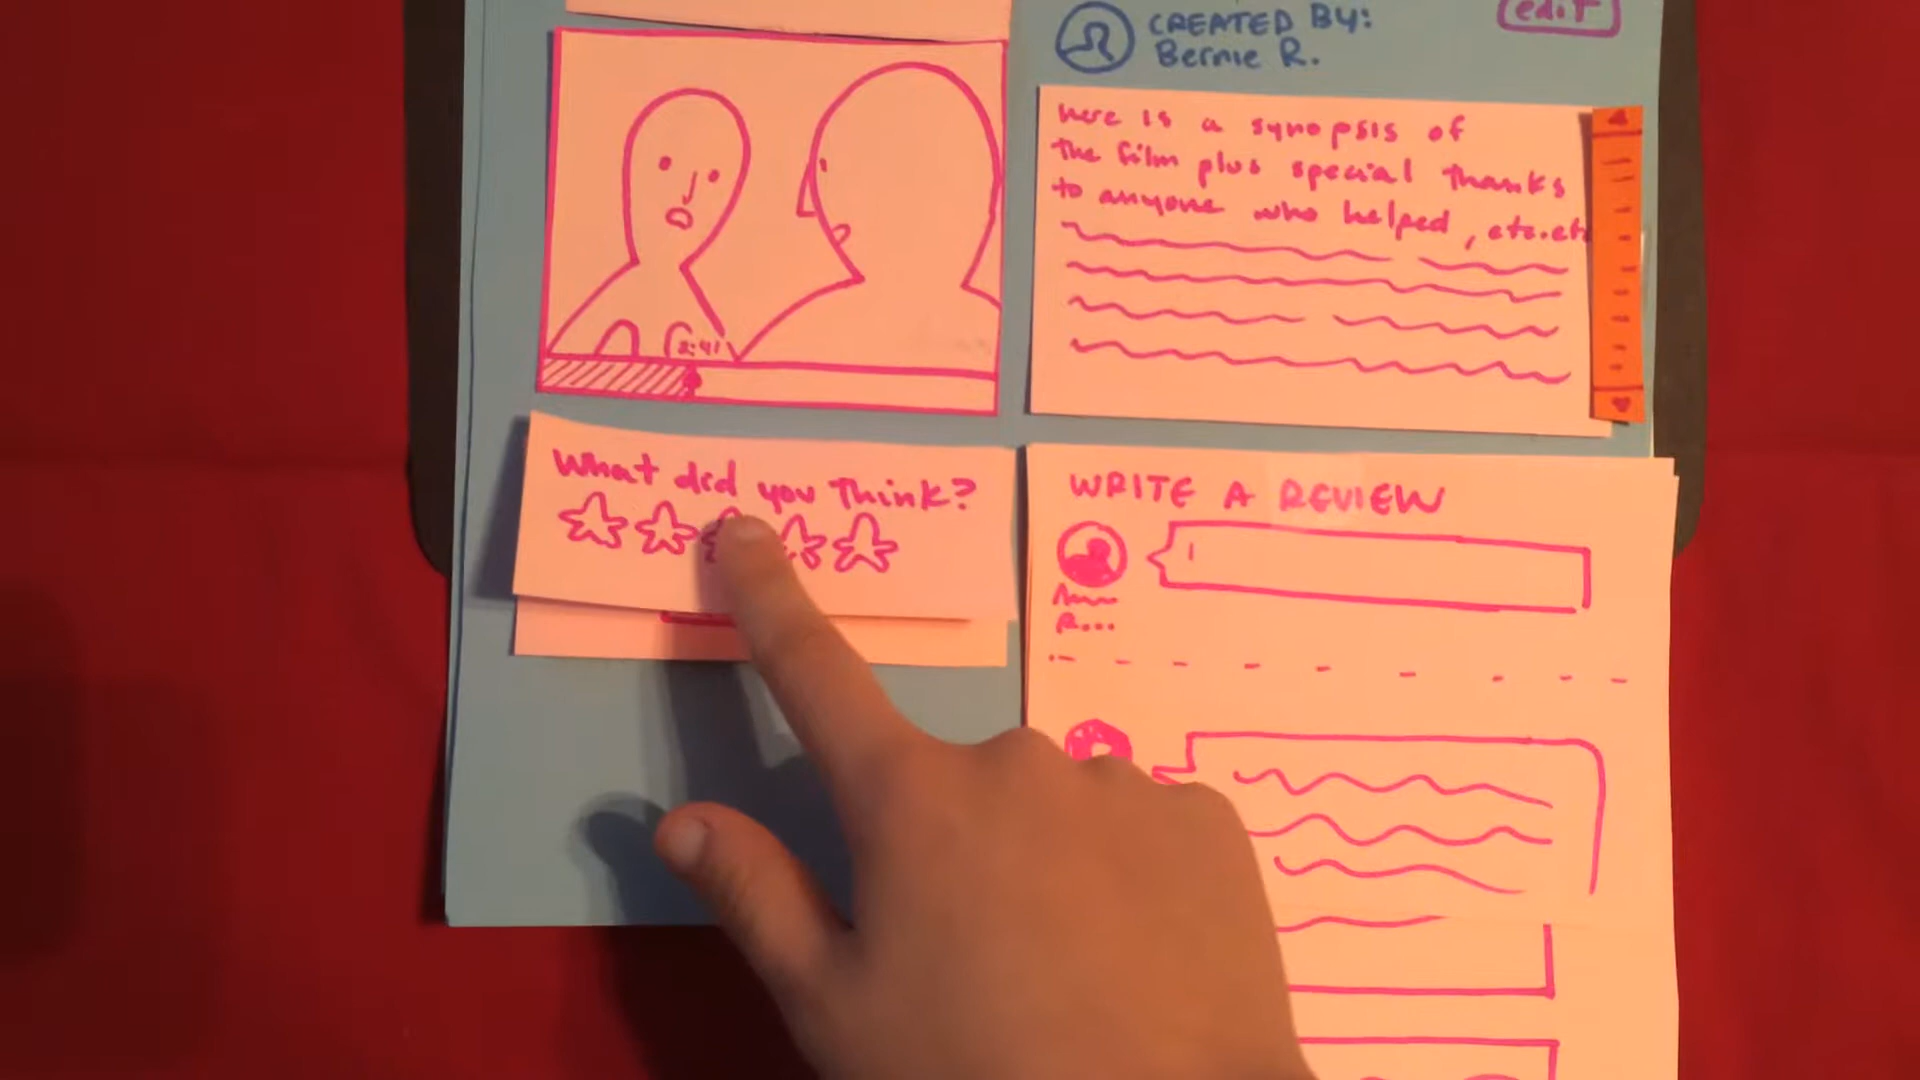 CREATED BY:
Bernie R.
edit
here is a synopsis of
the film plus special thanks
to anyone who helped, etc.etc
2:41
What did you think?
WRITE A REVIEW